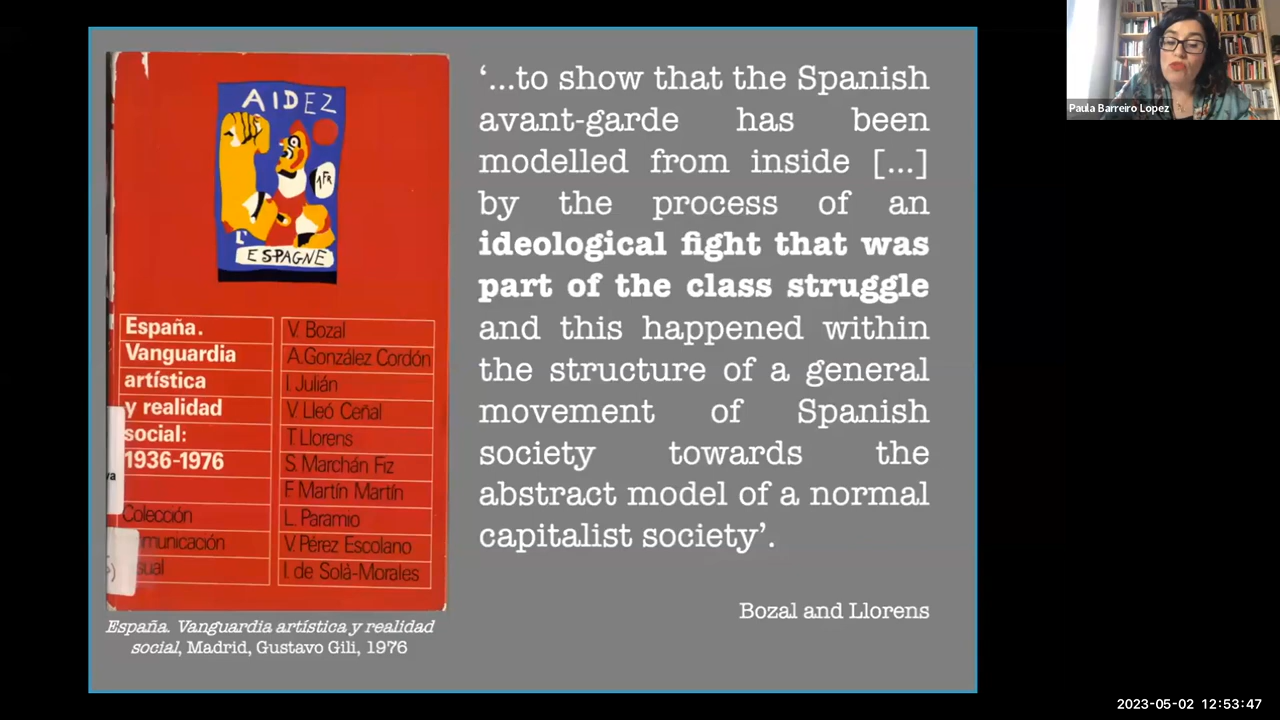 AIDEZ
1FR
L'
ESPAGNE
España.
Vanguardia
artística
y realidad
social:
1936-1976
Colección
sual
V. Bozal
A.González Cordón
I. Julián
V. Lleó Ceñal
T. Llorens
S. Marchán Fiz
F. Martín Martín
L. Paramio
V. Pérez Escolano
I. de Solà-Morales
España. Vanguardia artística y realidad
social, Madrid, Gustavo Gili, 1976
‘...to show that the Spanish
avant-garde has been
modelled from inside [...]
by the process of an
ideological fight that was
part of the class struggle
and this happened within
the structure of a general
movement of Spanish
society towards the
abstract model of a normal
capitalist society’.
Bozal and Llorens
Paula Barreiro Lopez
2023-05-02 12:53:47